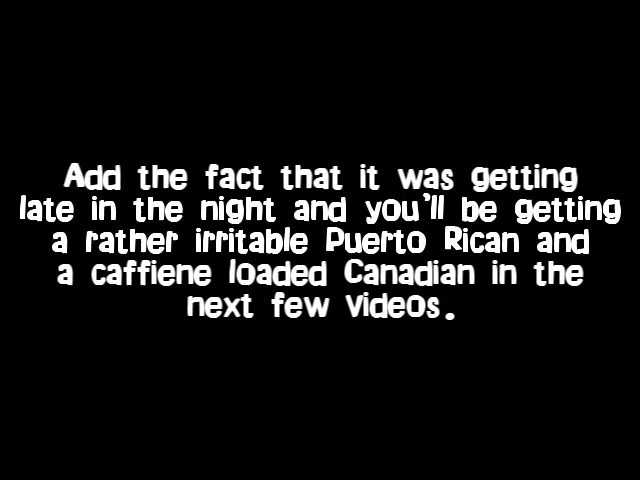 Add the fact that it was getting
late in the night and you'll be getting
a rather irritable Puerto Rican and
a caffiene loaded Canadian in the
next few videos.